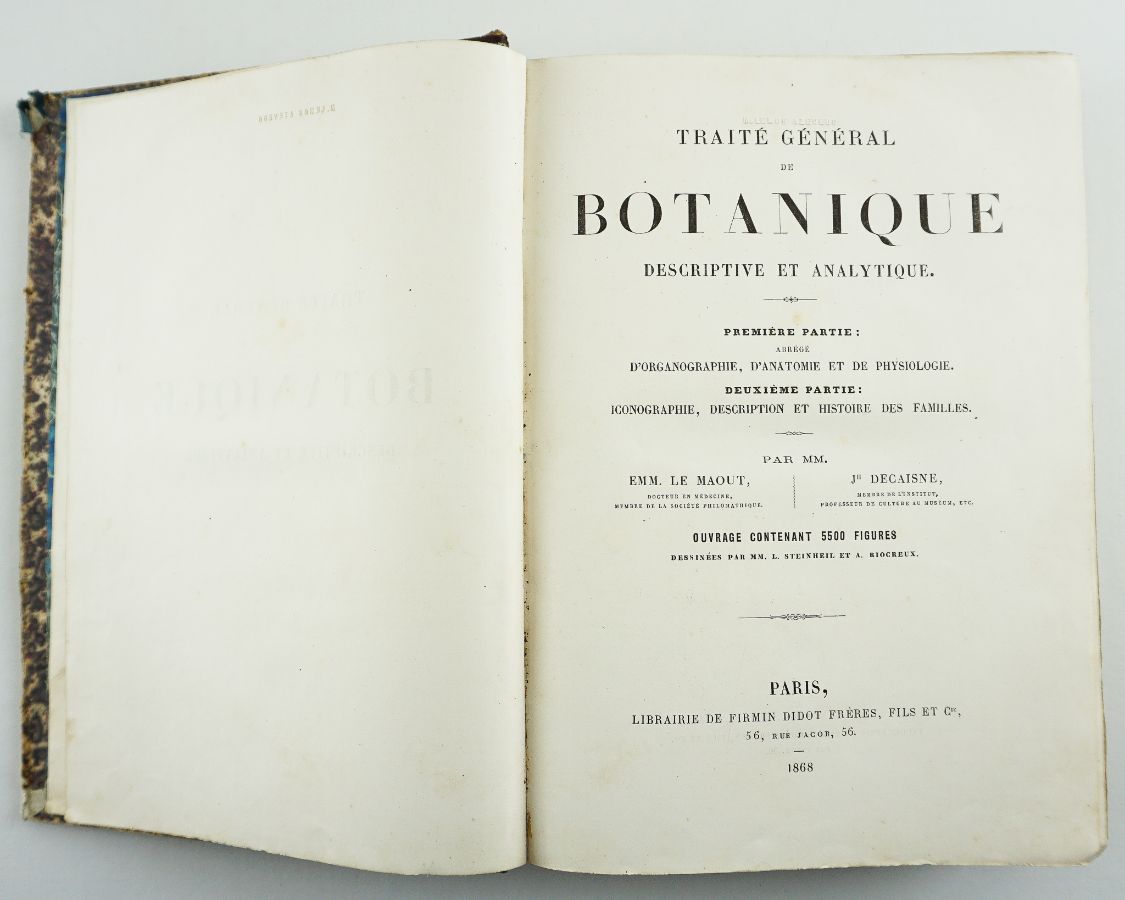 TRAITÉ GÉNÉRAL
DE
BOTANIQUE
DESCRIPTIVE ET ANALYTIQUE.
PREMIÈRE PARTIE:
ABRÉGÉ
D'ORGANOGRAPHIE, D'ANATOMIE ET DE PHYSIOLOGIE.
DEUXIÈME PARTIE:
ICONOGRAPHIE, DESCRIPTION ET HISTOIRE DES FAMILLES.
PAR MM.
EMM. LE MAOUT,
DOCTEUR EN MÉDECINE,
MEMBRE DE LA SOCIÉTÉ PHILOMATHIQUE.
JH DECAISNE,
MEMBRE DE L'INSTITUT,
PROFESSEUR DE CULTURE AU MUSÉUM, ETC.
OUVRAGE CONTENANT 5500 FIGURES
DESSINÉES PAR MM. L. STEINHEIL ET A. RIOCREUX.
PARIS,
LIBRAIRIE DE FIRMIN DIDOT FRÈRES, FILS ET CIE,
56, RUE JACOB, 56.
1868